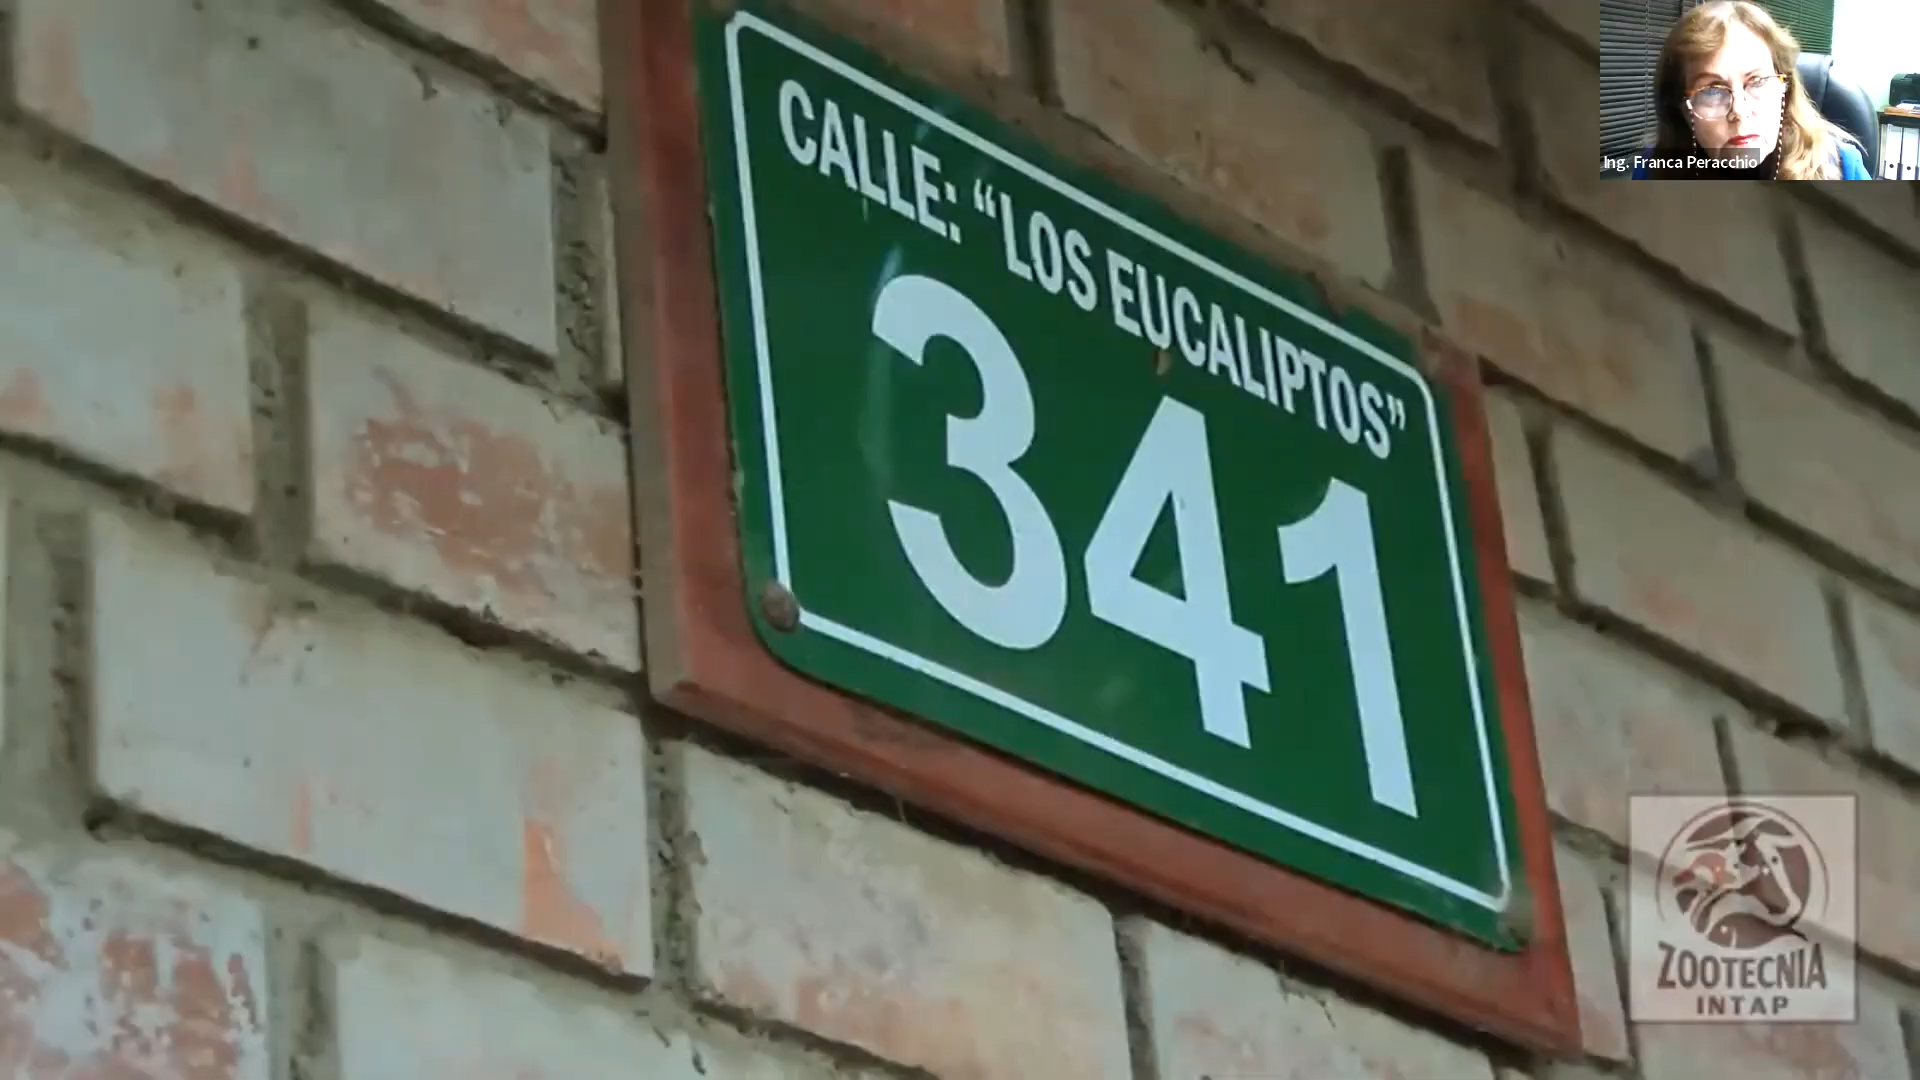 Ing. Franca Peracchio
CALLE: “LOS EUCALIPTOS”
341
ZOOTECNIA
INTAP